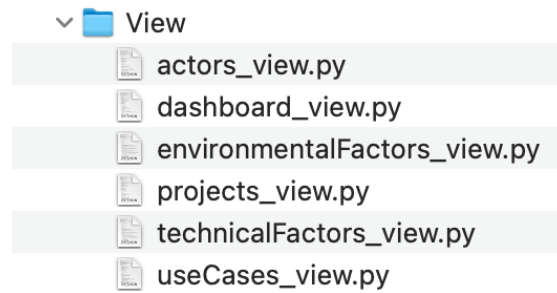 View
actors_view.py
dashboard_view.py
environmentalFactors_view.py
projects_view.py
technicalFactors_view.py
useCases_view.py